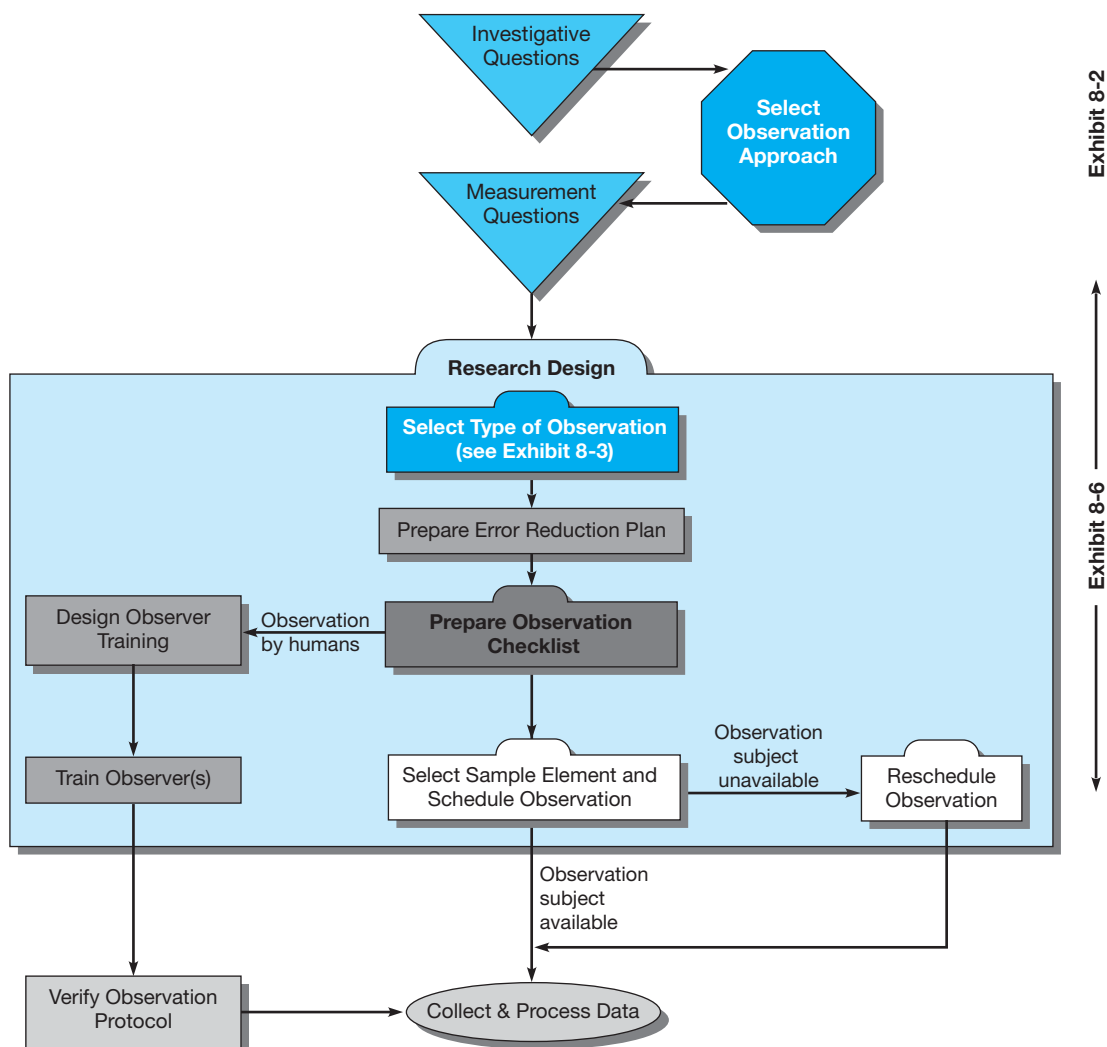 Investigative
Questions
Select
Observation
Approach
Exhibit 8-2
Measurement
Questions
Research Design
Select Type of Observation
(see Exhibit 8-3)
Prepare Error Reduction Plan
Exhibit 8-6
Design Observer
Training
Observation
by humans
Prepare Observation
Checklist
Train Observer(s)
Select Sample Element and
Schedule Observation
Observation
subject
unavailable
Reschedule
Observation
Observation
subject
available
Verify Observation
Protocol
Collect & Process Data